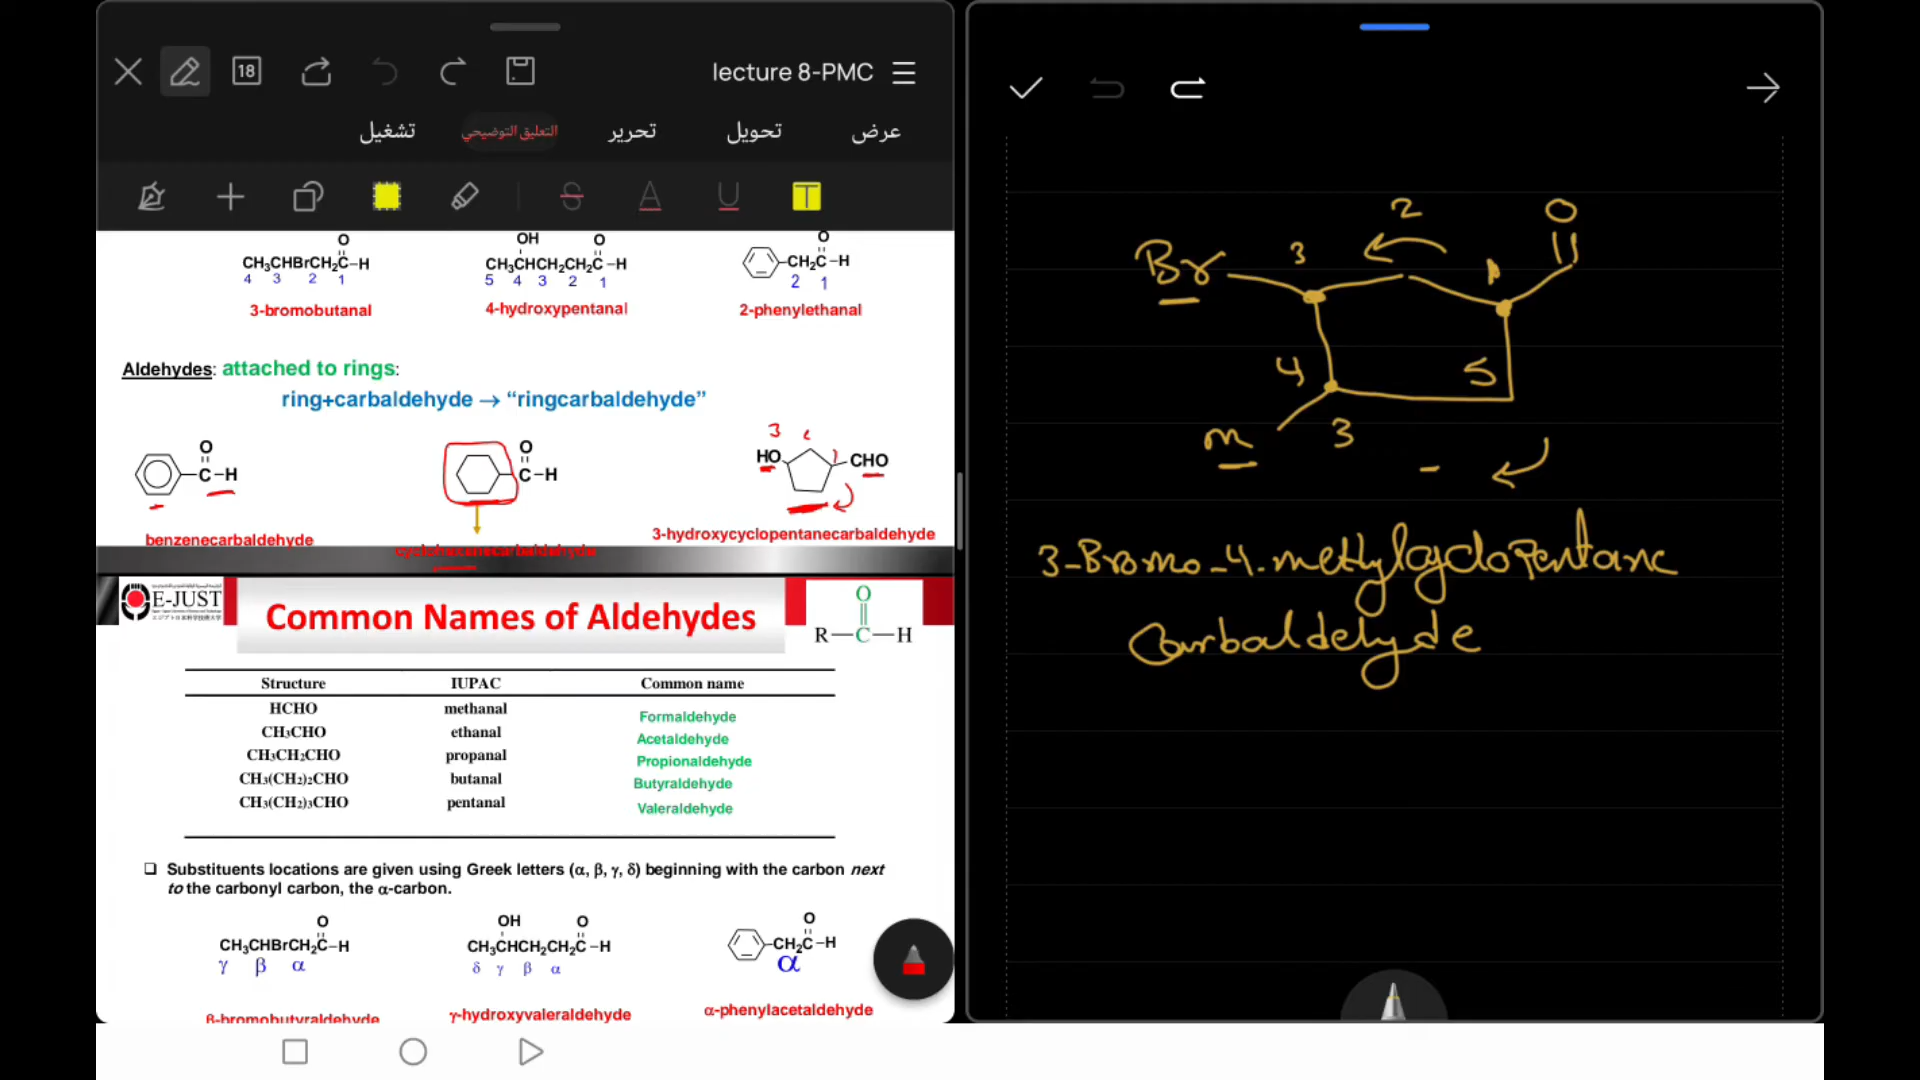 18
lecture 8-PMC
عرض
تحويل
تحرير
التعليق التوضيحي
تشغيل
O
CH₃CHBrCH₂C–H
4 3 2 1
3-bromobutanal
OH O
CH₃CHCH₂CH₂C–H
5 4 3 2 1
4-hydroxypentanal
O
CH₂C–H
2 1
2-phenylethanal
Aldehydes: attached to rings:
ring+carbaldehyde → “ringcarbaldehyde”
O
C–H
benzenecarbaldehyde
O
C–H
cyclohexanecarbaldehyde
3
HO
1
CHO
3-hydroxycyclopentanecarbaldehyde
E-JUST
Common Names of Aldehydes
O
R–C–H
Structure IUPAC Common name
HCHO methanal Formaldehyde
CH₃CHO ethanal Acetaldehyde
CH₃CH₂CHO propanal Propionaldehyde
CH₃(CH₂)₂CHO butanal Butyraldehyde
CH₃(CH₂)₃CHO pentanal Valeraldehyde
❑ Substituents locations are given using Greek letters (α, β, γ, δ) beginning with the carbon next
to the carbonyl carbon, the α-carbon.
O
CH₃CHBrCH₂C–H
γ β α
β-bromobutyraldehyde
OH O
CH₃CHCH₂CH₂C–H
δ γ β α
γ-hydroxyvaleraldehyde
O
CH₂C–H
α
α-phenylacetaldehyde
2 O
Br 3 1
4 5
m 3
3-Bromo-4-methylcycloPentane
Carbaldehyde